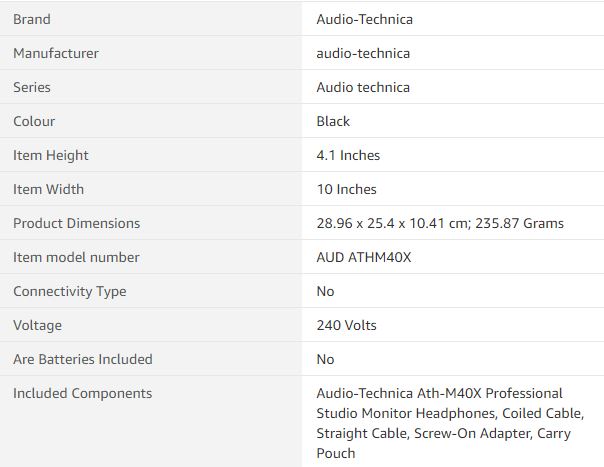 Brand Audio-Technica
Manufacturer audio-technica
Series Audio technica
Colour Black
Item Height 4.1 Inches
Item Width 10 Inches
Product Dimensions 28.96 x 25.4 x 10.41 cm; 235.87 Grams
Item model number AUD ATHM40X
Connectivity Type No
Voltage 240 Volts
Are Batteries Included No
Included Components Audio-Technica Ath-M40X Professional
Studio Monitor Headphones, Coiled Cable,
Straight Cable, Screw-On Adapter, Carry
Pouch